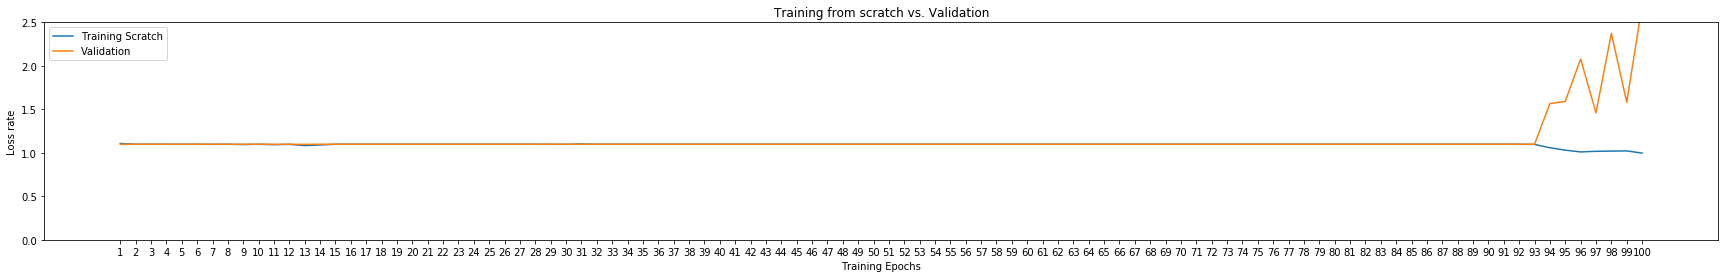 Training from scratch vs. Validation
Training Scratch
Validation
Loss rate
2.5
2.0
1.5
1.0
0.5
0.0
1 2 3 4 5 6 7 8 9 10 11 12 13 14 15 16 17 18 19 20 21 22 23 24 25 26 27 28 29 30 31 32 33 34 35 36 37 38 39 40 41 42 43 44 45 46 47 48 49 50 51 52 53 54 55 56 57 58 59 60 61 62 63 64 65 66 67 68 69 70 71 72 73 74 75 76 77 78 79 80 81 82 83 84 85 86 87 88 89 90 91 92 93 94 95 96 97 98 99 100
Training Epochs